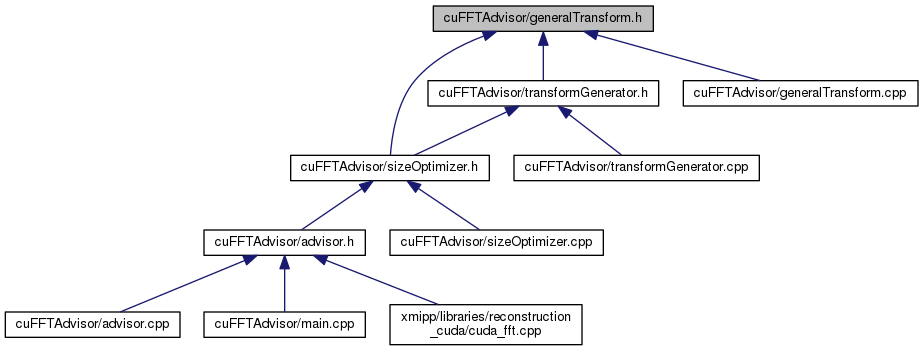 cuFFTAdvisor/generalTransform.h
cuFFTAdvisor/transformGenerator.h
cuFFTAdvisor/generalTransform.cpp
cuFFTAdvisor/sizeOptimizer.h
cuFFTAdvisor/transformGenerator.cpp
cuFFTAdvisor/advisor.h
cuFFTAdvisor/sizeOptimizer.cpp
cuFFTAdvisor/advisor.cpp
cuFFTAdvisor/main.cpp
xmipp/libraries/reconstruction
_cuda/cuda_fft.cpp